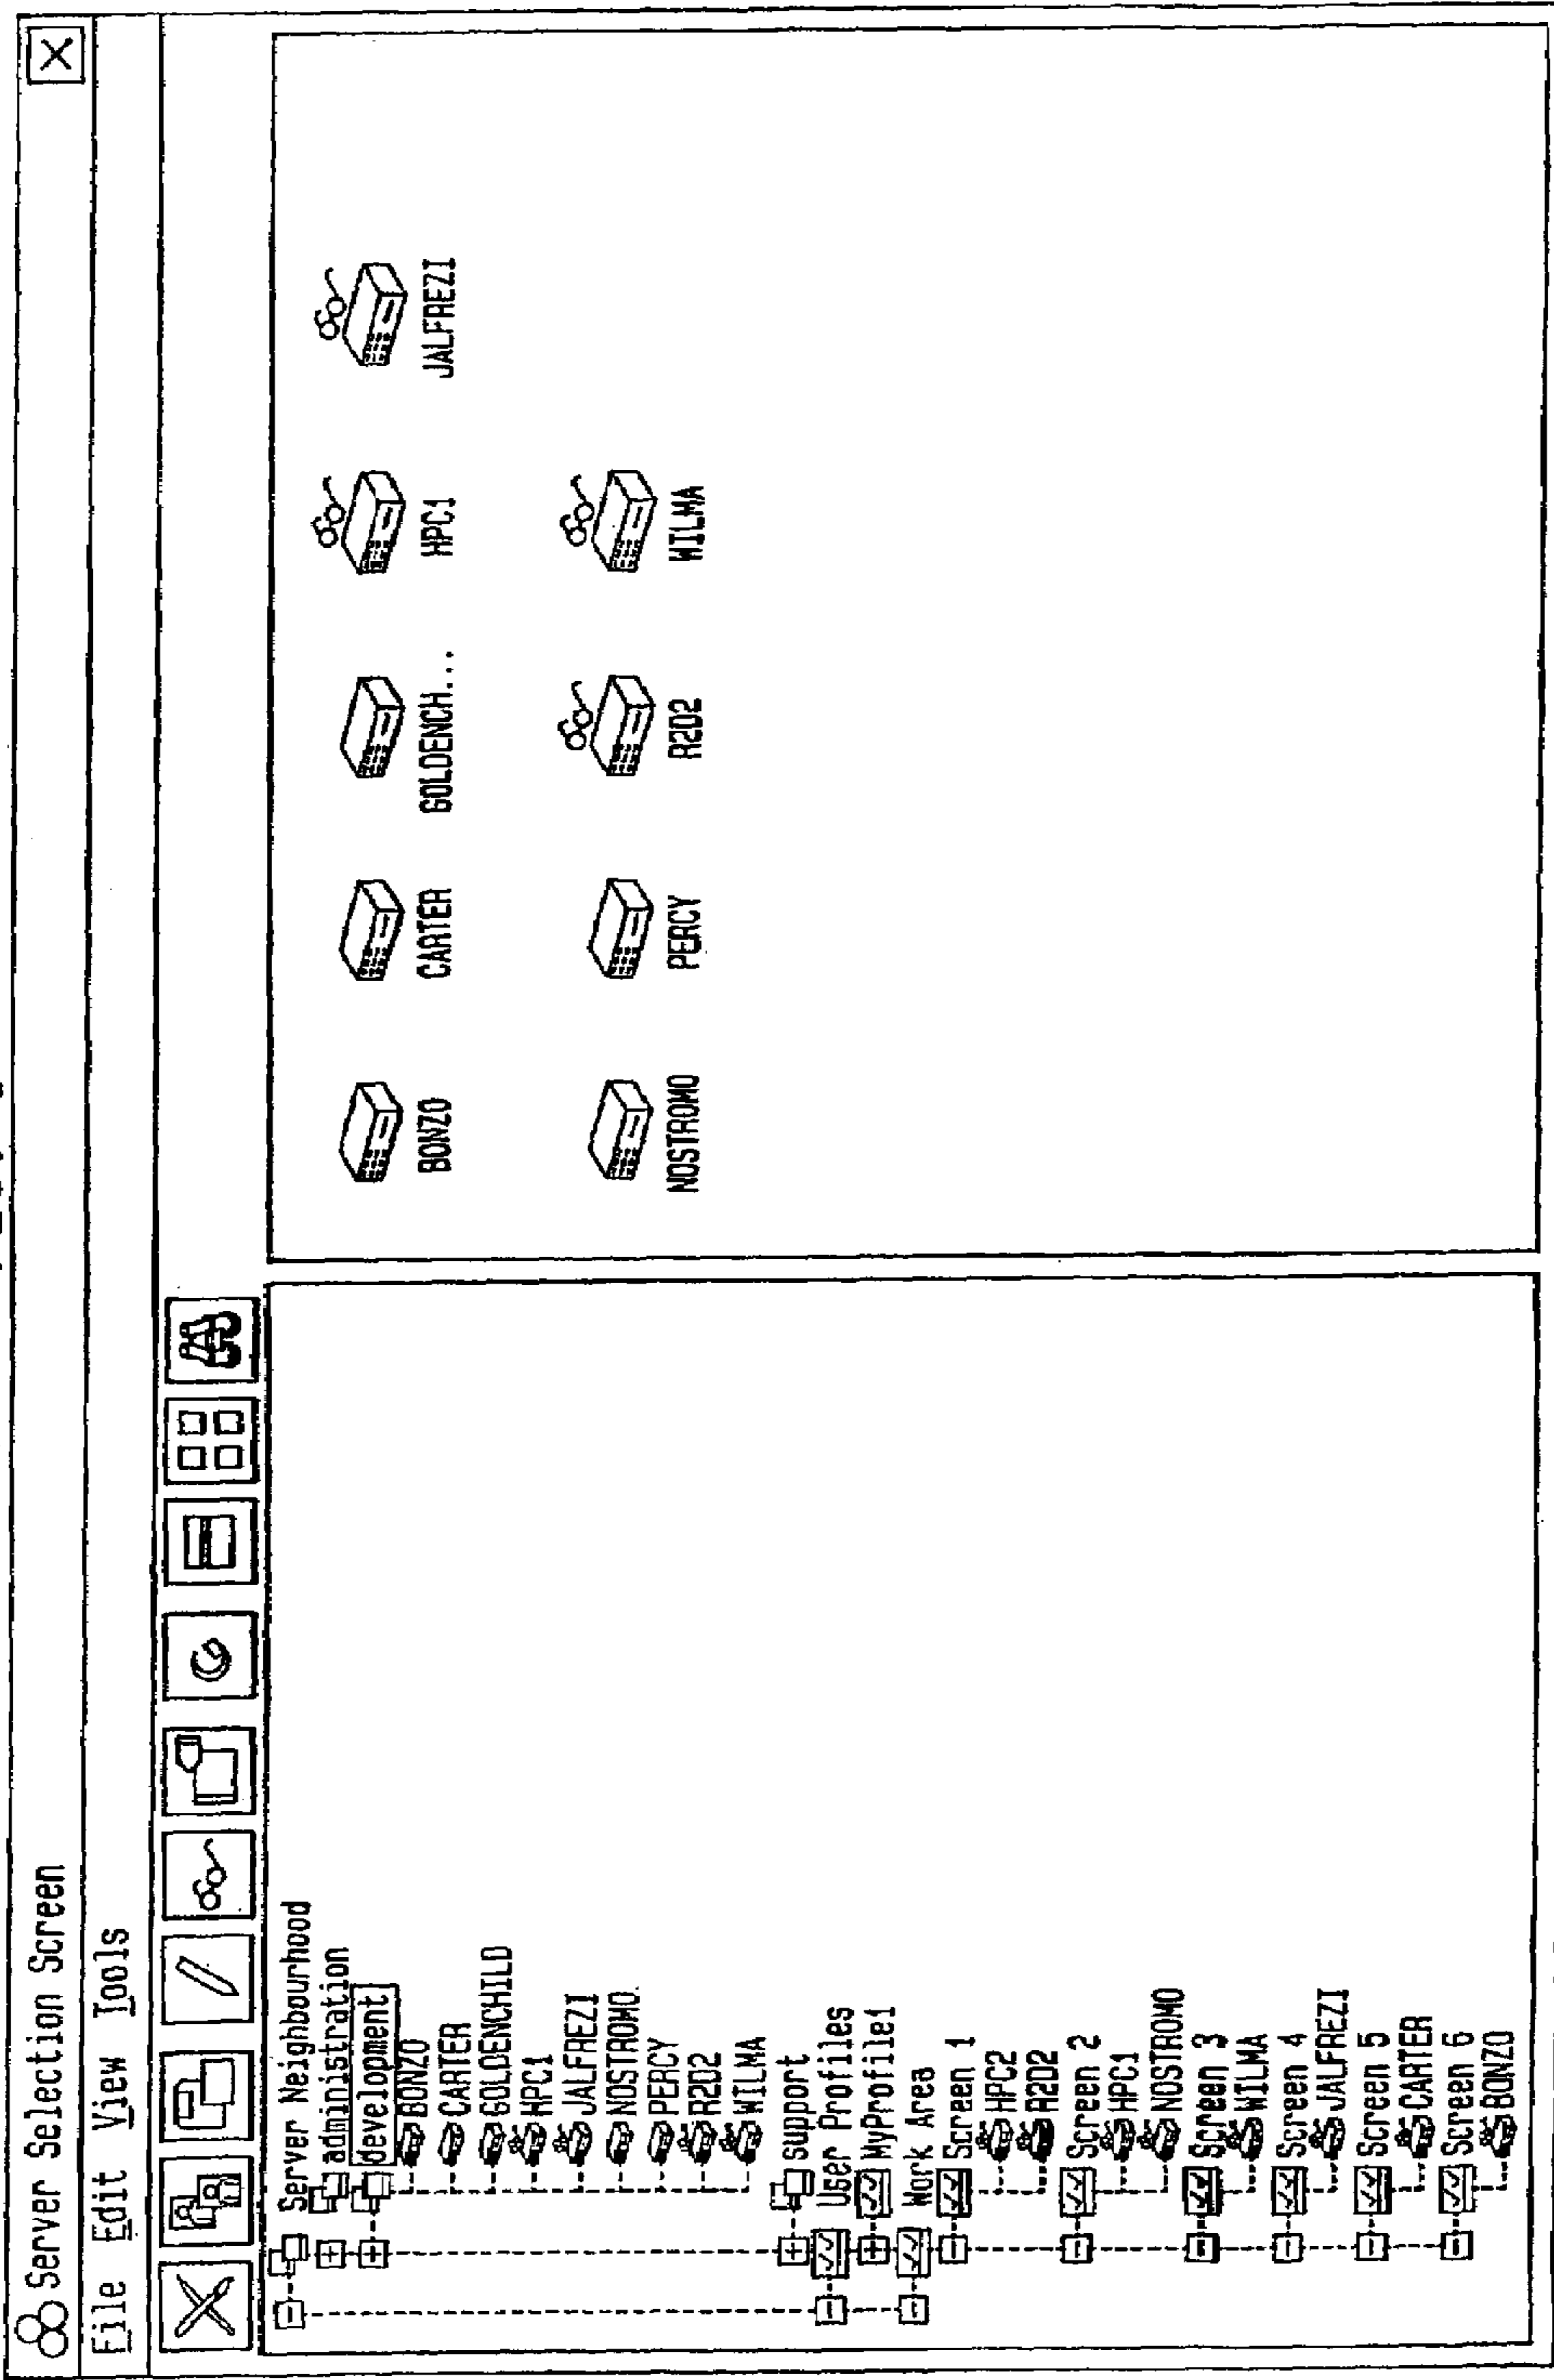 Server Selection Screen
File Edit View Tools
Server Neighbourhood
administration
development
BONZO
CARTER
GOLDENCHILD
HPC1
JALFREZI
NOSTROMO
PERCY
R2D2
WILMA
support
User Profiles
MyProfile1
Work Area
Screen 1
HPC2
R2D2
Screen 2
HPC1
NOSTROMO
Screen 3
WILMA
Screen 4
JALFREZI
Screen 5
CARTER
Screen 6
BONZO
BONZO CARTER GOLDENCH... HPC1 JALFREZI
NOSTROMO PERCY R2D2 WILMA